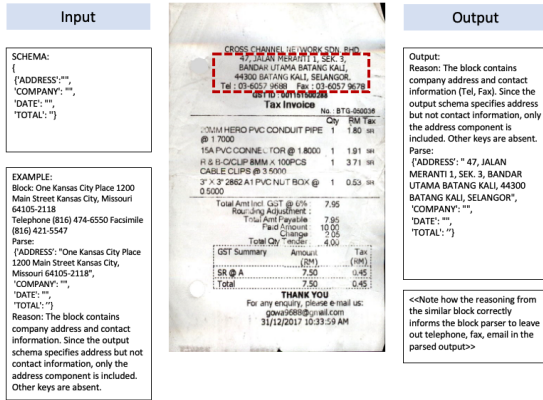 Input
SCHEMA:
{
{'ADDRESS':"",
'COMPANY': "",
'DATE': "",
'TOTAL': ''}
EXAMPLE:
Block: One Kansas City Place 1200
Main Street Kansas City, Missouri
64105-2118
Telephone (816) 474-6550 Facsimile
(816) 421-5547
Parse:
{'ADDRESS': "One Kansas City Place
1200 Main Street Kansas City,
Missouri 64105-2118",
'COMPANY': "",
'DATE': "",
'TOTAL': ''}
Reason: The block contains
company address and contact
information. Since the output
schema specifies address but not
contact information, only the
address component is included.
Other keys are absent.
CROSS CHANNEL NETWORK SDN. BHD
47, JALAN MERANTI 1, SEK. 3,
BANDAR UTAMA BATANG KALI,
44300 BATANG KALI, SELANGOR.
Tel : 03-6057 9688 Fax : 03-6057 9678
GST ID : 001151500288
Tax Invoice
No. : BTG-050036
Qty RM Tax
20MM HERO PVC CONDUIT PIPE 1 1.80 SR
@ 1.7000
15A PVC CONNECTOR @ 1.8000 1 1.91 SR
R & B-C/CLIP 8MM X 100PCS 1 3.71 SR
CABLE CLIPS @ 3.5000
3" X 3" 2862 A1 PVC NUT BOX @ 1 0.53 SR
0.5000
Total Amt Incl. GST @ 6% 7.95
Rounding Adjustment :
Total Amt Payable 7.95
Paid Amount 10.00
Change 2.05
Total Qty Tender 4.00
GST Summary Amount Tax
(RM) (RM)
SR @ A 7.50 0.45
Total 7.50 0.45
THANK YOU
For any enquiry, please e-mail us:
gowa9688@gmail.com
31/12/2017 10:33:59 AM
Output
Output:
Reason: The block contains
company address and contact
information (Tel, Fax). Since the
output schema specifies address
but not contact information, only
the address component is
included. Other keys are absent.
Parse:
{'ADDRESS': " 47, JALAN
MERANTI 1, SEK. 3, BANDAR
UTAMA BATANG KALI, 44300
BATANG KALI, SELANGOR",
'COMPANY': "",
'DATE': "",
'TOTAL': ''}
<<Note how the reasoning from
the similar block correctly
informs the block parser to leave
out telephone, fax, email in the
parsed output>>